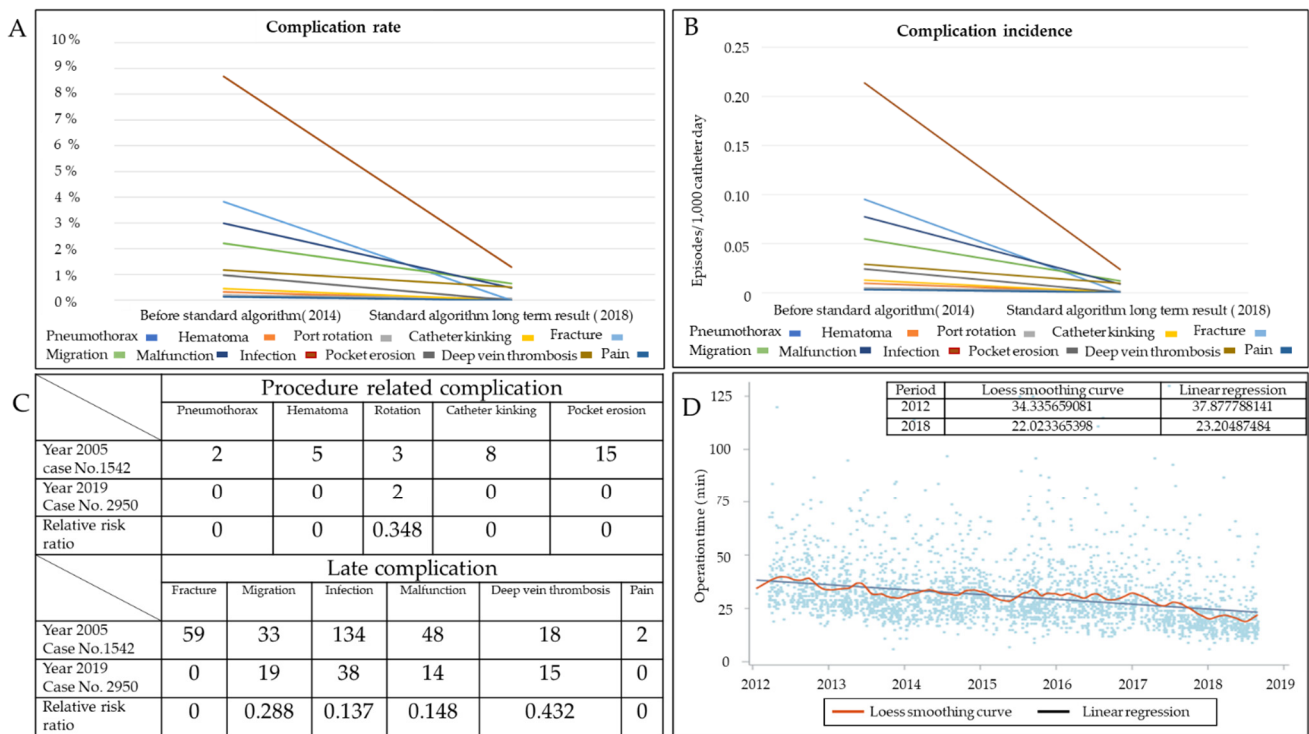 A
Complication rate
10 %
9 %
8 %
7 %
6 %
5 %
4 %
3 %
2 %
1 %
0 %
Before standard algorithm( 2014) Standard algorithm long term result ( 2018)
Pneumothorax Hematoma Port rotation Catheter kinking Fracture
Migration Malfunction Infection Pocket erosion Deep vein thrombosis Pain
B
Complication incidence
Episodes/ 1,000 catheter day
0.25
0.20
0.15
0.10
0.05
0
Before standard algorithm (2014) Standard algorithm long term result ( 2018)
Pneumothorax Hematoma Port rotation Catheter kinking Fracture
Migration Malfunction Infection Pocket erosion Deep vein thrombosis Pain
C
Procedure related complication
Pneumothorax Hematoma Rotation Catheter kinking Pocket erosion
Year 2005
case No.1542
2 5 3 8 15
Year 2019
Case No. 2950
0 0 2 0 0
Relative risk
ratio
0 0 0.348 0 0
Late complication
Fracture Migration Infection Malfunction Deep vein thrombosis Pain
Year 2005
Case No.1542
59 33 134 48 18 2
Year 2019
Case No. 2950
0 19 38 14 15 0
Relative risk
ratio
0 0.288 0.137 0.148 0.432 0
D
Period Loess smoothing curve Linear regression
2012 34.335659081 37.877788141
2018 22.023365398 23.20487484
Operation time ( min)
125
100
75
50
25
0
2012 2013 2014 2015 2016 2017 2018 2019
Loess smoothing curve Linear regression